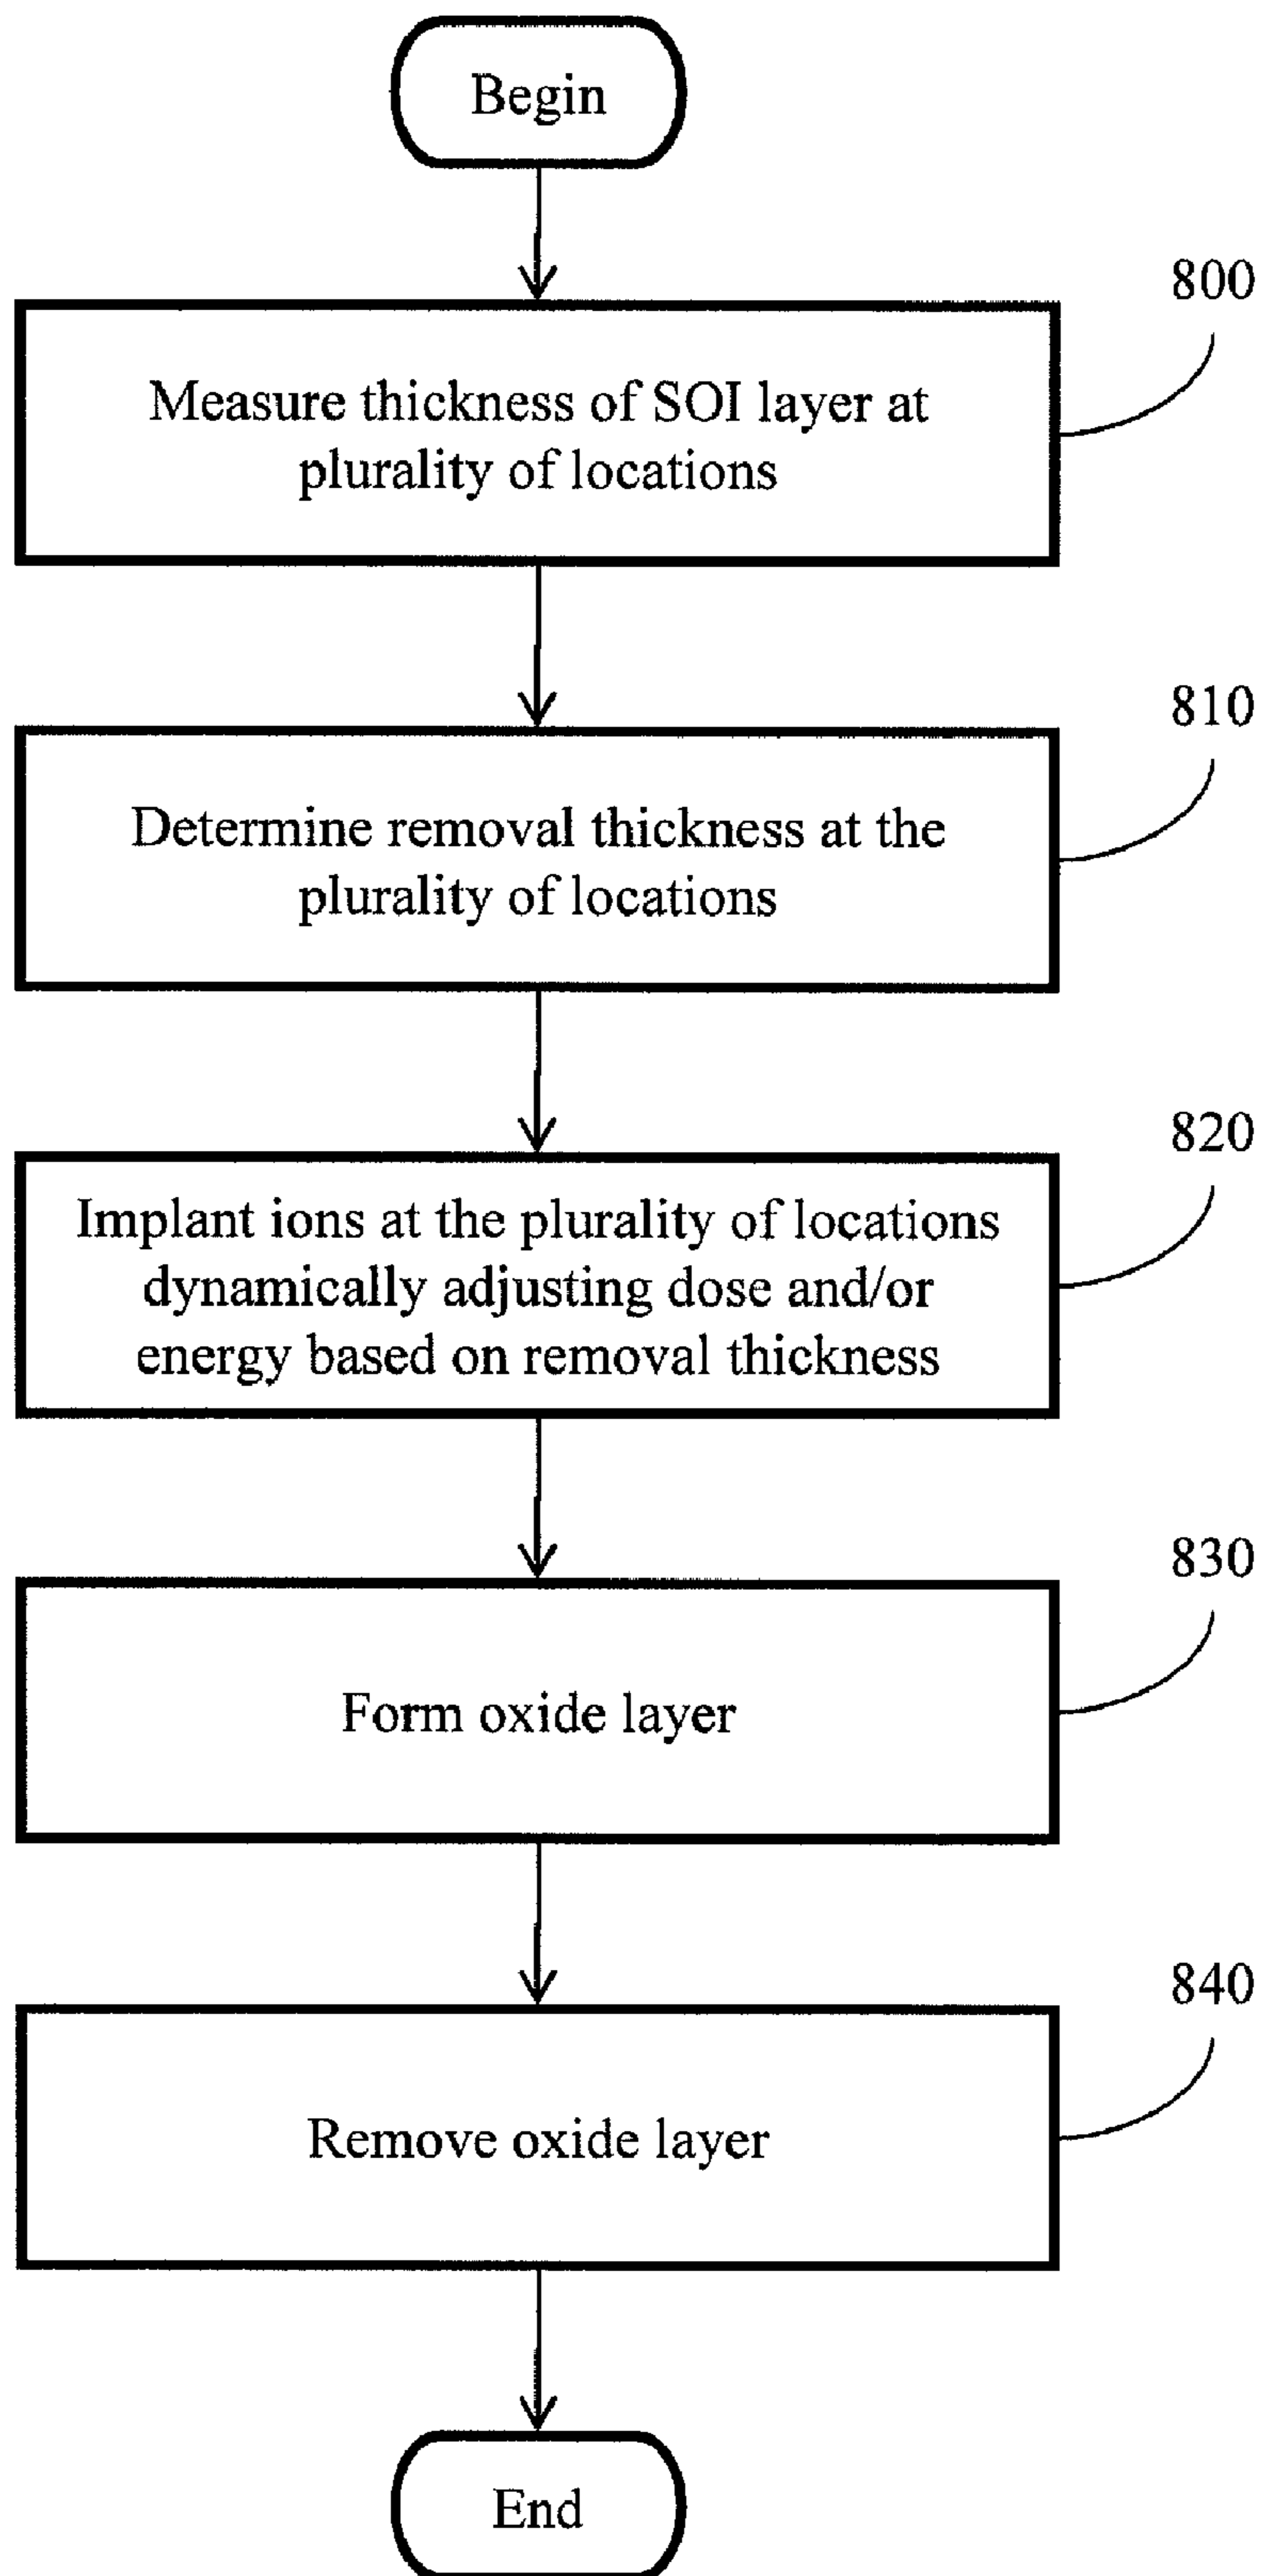 Begin
800
Measure thickness of SOI layer at
plurality of locations
810
Determine removal thickness at the
plurality of locations
820
Implant ions at the plurality of locations
dynamically adjusting dose and/or
energy based on removal thickness
830
Form oxide layer
840
Remove oxide layer
End